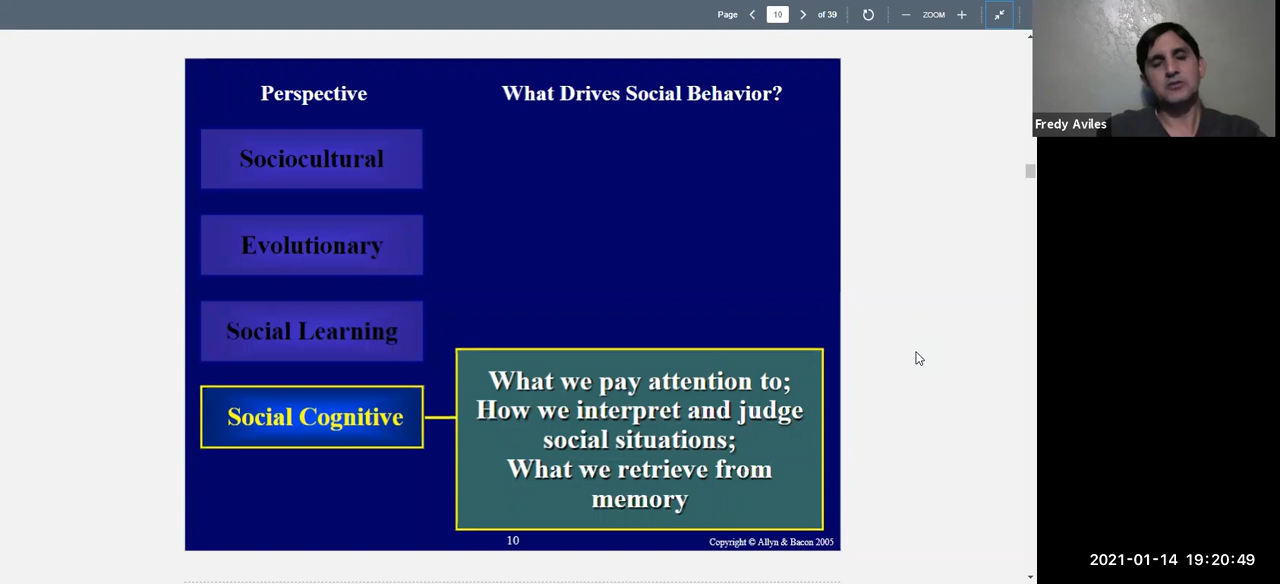 Page 10 of 39 ZOOM
Fredy Aviles
Perspective What Drives Social Behavior?
Sociocultural
Evolutionary
Social Learning
Social Cognitive
What we pay attention to;
How we interpret and judge
social situations;
What we retrieve from
memory
10
Copyright © Allyn & Bacon 2005
2021-01-14 19:20:49